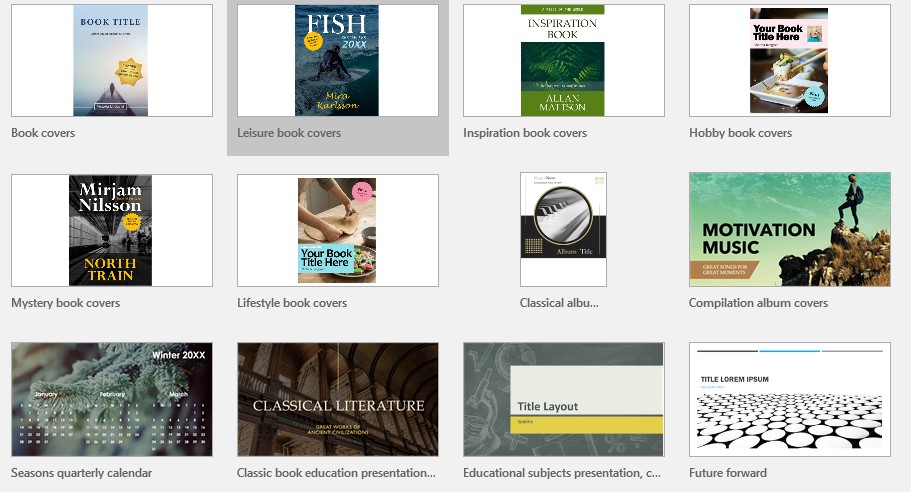 BOOK TITLE
Book covers
FISH
20XX
Mira
Karlsson
Leisure book covers
A PIECE OF THE WORLD
INSPIRATION
BOOK
ALLAN
MATTSON
Inspiration book covers
Your Book
Title Here
Hobby book covers
Mirjam
Nilsson
NORTH
TRAIN
Mystery book covers
Your Book
Title Here
Lifestyle book covers
Album Title
Classical albu...
MOTIVATION
MUSIC
GREAT SONGS FOR
GREAT MOMENTS
Compilation album covers
Winter 20XX
January February March
Seasons quarterly calendar
CLASSICAL LITERATURE
GREAT WORKS OF
ANCIENT CIVILIZATIONS
Classic book education presentation...
Title Layout
Subtitle
Educational subjects presentation, c...
TITLE LOREM IPSUM
Future forward